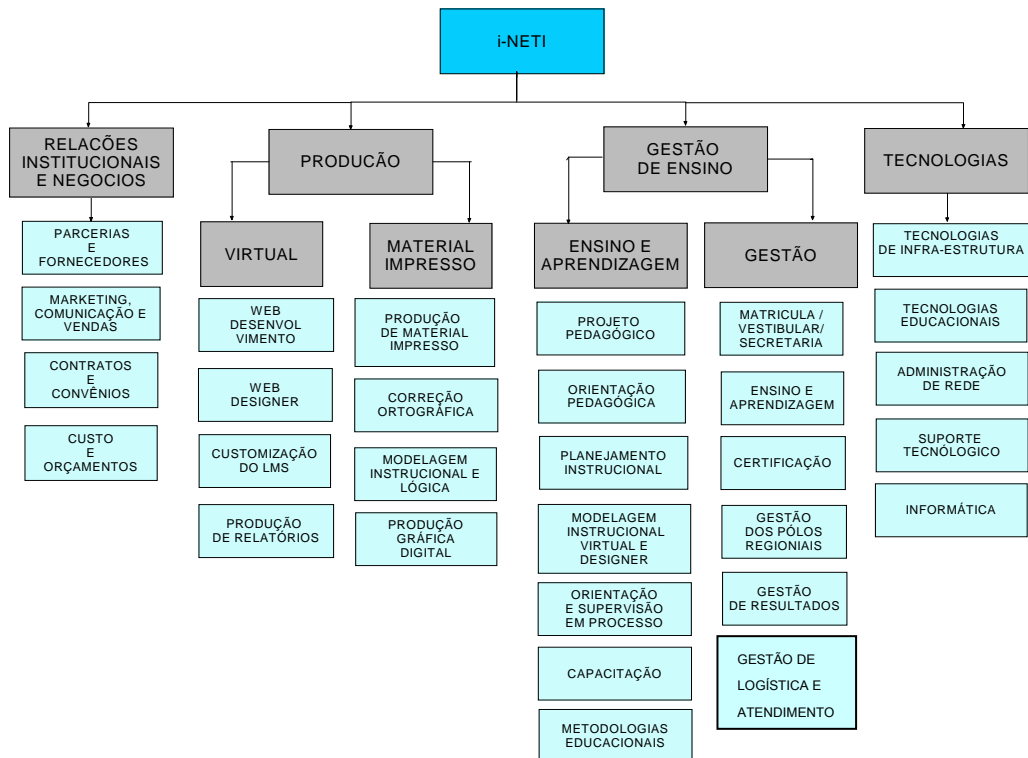 i-NETI
RELACÕES
INSTITUCIONAIS
E NEGOCIOS
PRODUCÃO
GESTÃO
DE ENSINO
TECNOLOGIAS
PARCERIAS
E
FORNECEDORES
MARKETING,
COMUNICAÇÃO E
VENDAS
CONTRATOS
E
CONVÊNIOS
CUSTO
E
ORÇAMENTOS
VIRTUAL
WEB
DESENVOL
VIMENTO
WEB
DESIGNER
CUSTOMIZAÇÃO
DO LMS
PRODUÇÃO
DE RELATÓRIOS
MATERIAL
IMPRESSO
PRODUÇÃO
DE MATERIAL
IMPRESSO
CORREÇÃO
ORTOGRÁFICA
MODELAGEM
INSTRUCIONAL E
LÓGICA
PRODUÇÃO
GRÁFICA
DIGITAL
ENSINO E
APRENDIZAGEM
PROJETO
PEDAGÓGICO
ORIENTAÇÃO
PEDAGÓGICA
PLANEJAMENTO
INSTRUCIONAL
MODELAGEM
INSTRUCIONAL
VIRTUAL E
DESIGNER
ORIENTAÇÃO
E SUPERVISÃO
EM PROCESSO
CAPACITAÇÃO
METODOLOGIAS
EDUCACIONAIS
GESTÃO
MATRICULA /
VESTIBULAR/
SECRETARIA
ENSINO E
APRENDIZAGEM
CERTIFICAÇÃO
GESTÃO
DOS PÓLOS
REGIONIAIS
GESTÃO
DE RESULTADOS
GESTÃO DE
LOGÍSTICA E
ATENDIMENTO
TECNOLOGIAS
DE INFRA-ESTRUTURA
TECNOLOGIAS
EDUCACIONAIS
ADMINISTRAÇÃO
DE REDE
SUPORTE
TECNÓLOGICO
INFORMÁTICA